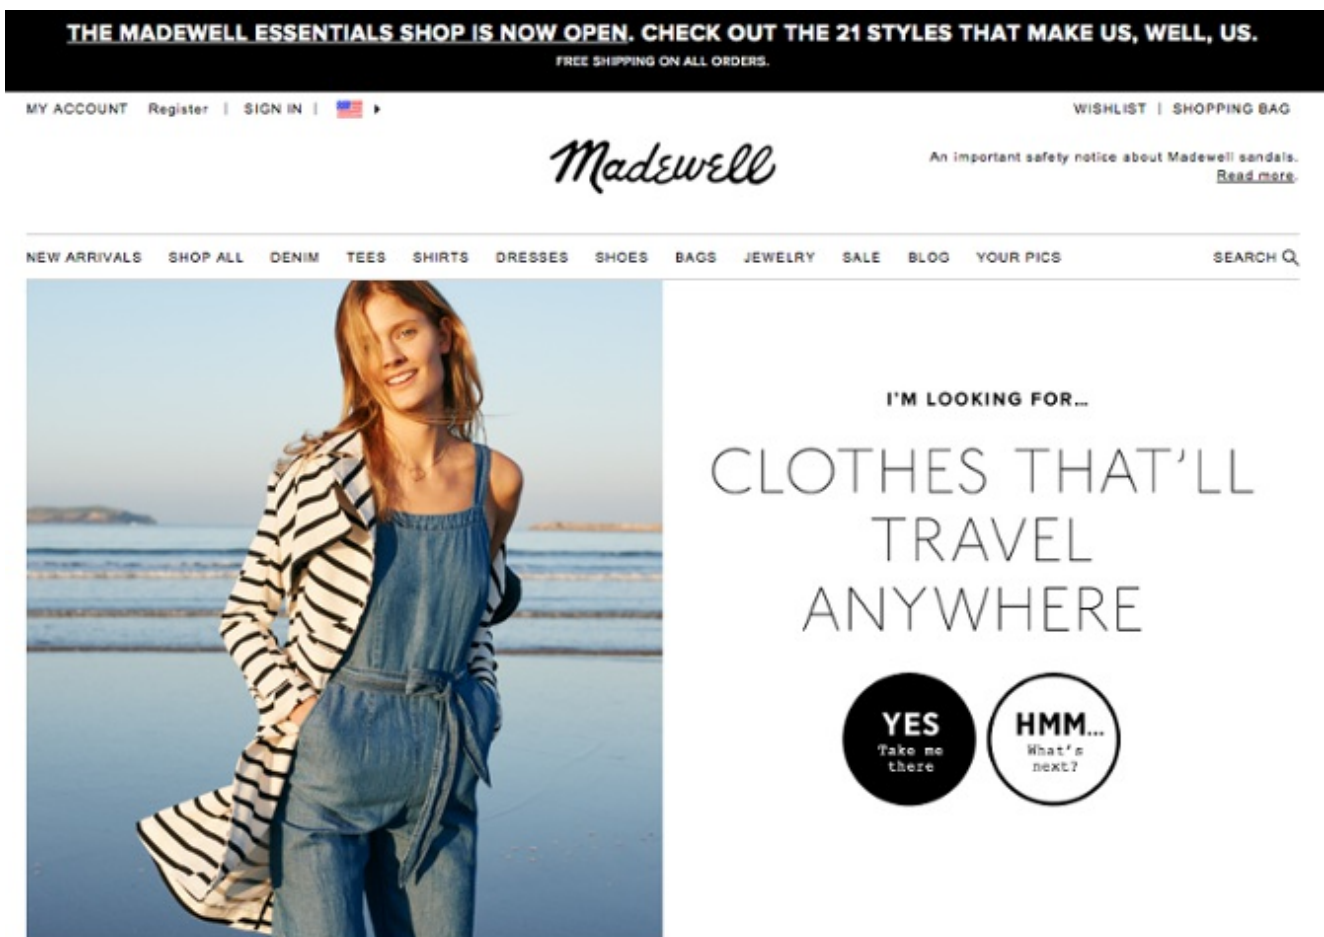 THE MADEWELL ESSENTIALS SHOP IS NOW OPEN. CHECK OUT THE 21 STYLES THAT MAKE US, WELL, US.
FREE SHIPPING ON ALL ORDERS.
MY ACCOUNT Register | SIGN IN |
WISHLIST | SHOPPING BAG
Madewell
An important safety notice about Madewell sandals.
Read more.
NEW ARRIVALS SHOP ALL DENIM TEES SHIRTS DRESSES SHOES BAGS JEWELRY SALE BLOG YOUR PICS SEARCH
I'M LOOKING FOR...
CLOTHES THAT'LL
TRAVEL
ANYWHERE
YES
Take me
there
HMM...
What's
next?